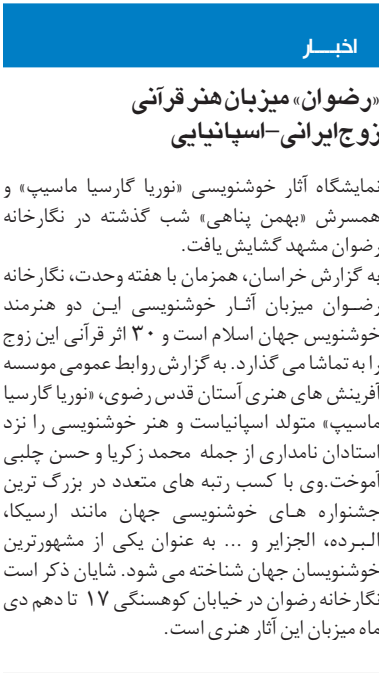 اخبـــار
«رضوان» میزبان هنر قرآنی
زوج‌ایرانی-اسپانیایی
نمایشگاه آثار خوشنویسی «نوریا گارسیا ماسیپ» و
همسرش «بهمن پناهی» شب گذشته در نگارخانه
رضوان مشهد گشایش یافت.
به گزارش خراسان، همزمان با هفته وحدت، نگارخانه
رضــوان میزبان آثــار خوشنویسی ایــن دو هنرمند
خوشنویس جهان اسلام است و ۳۰ اثر قرآنی این زوج
را به تماشا می گذارد. به گزارش روابط عمومی موسسه
آفرینش های هنری آستان قدس رضوی، «نوریا گارسیا
ماسیپ» متولد اسپانیاست و هنر خوشنویسی را نزد
استادان نامداری از جمله محمد زکریا و حسن چلبی
آموخت.وی با کسب رتبه های متعدد در بزرگ ترین
جشنواره هـای خوشنویسی جهان مانند ارسیکا،
الـبـرده، الجزایر و ... به عنوان یکی از مشهورترین
خوشنویسان جهان شناخته می شود. شایان ذکر است
نگارخانه رضوان در خیابان کوهسنگی ۱۷ تا دهم دی
ماه میزبان این آثار هنری است.